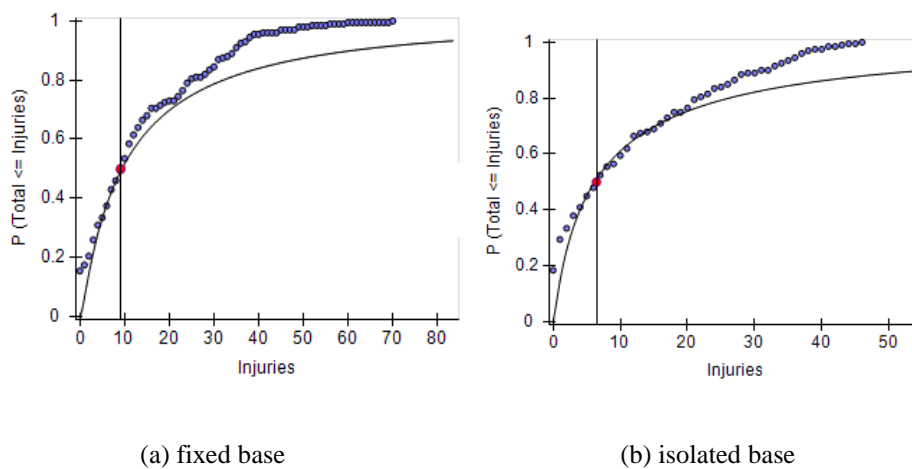 P (Total <= Injuries)
1
0.8
0.6
0.4
0.2
0
0 10 20 30 40 50 60 70 80
Injuries
(a) fixed base
P (Total <= Injuries)
1
0.8
0.6
0.4
0.2
0
0 10 20 30 40 50
Injuries
(b) isolated base